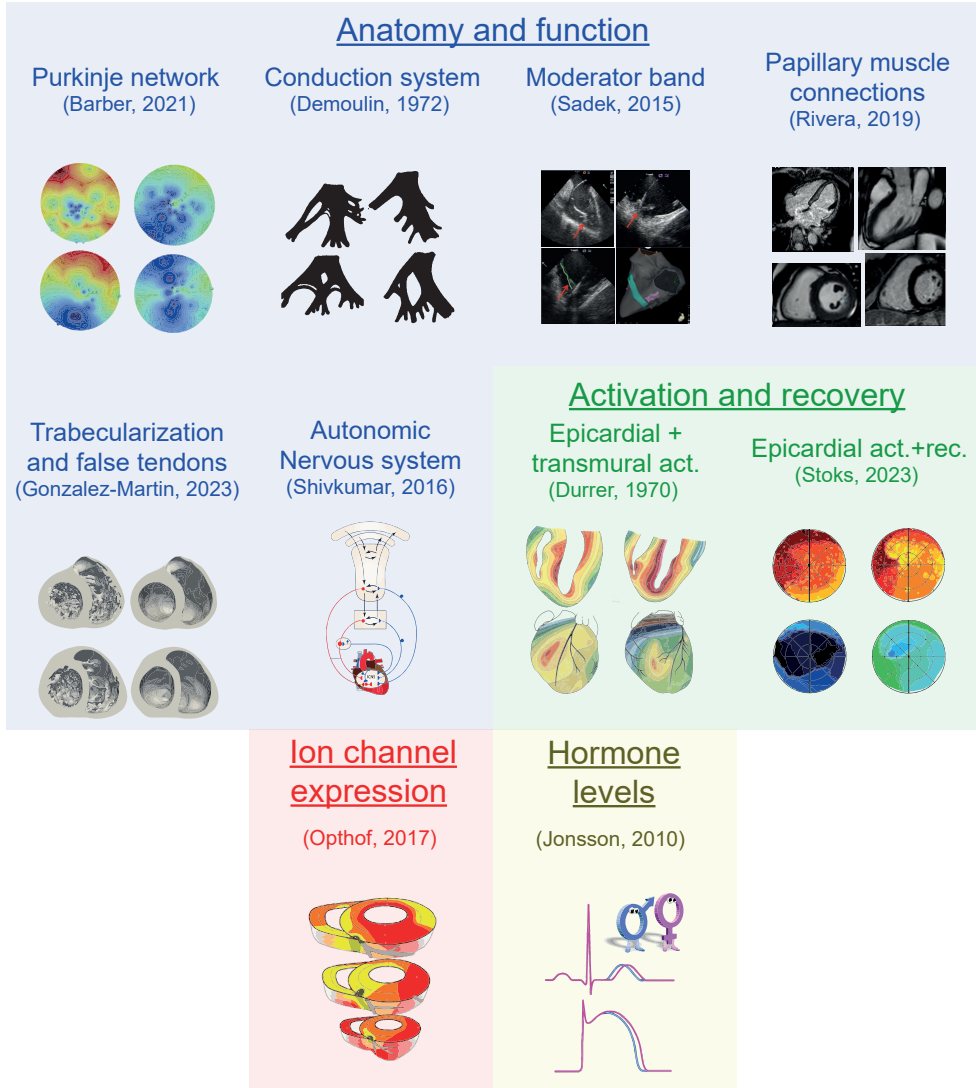 Anatomy and function
Purkinje network
(Barber, 2021)
Conduction system
(Demoulin, 1972)
Moderator band
(Sadek, 2015)
Papillary muscle
connections
(Rivera, 2019)
Trabecularization
and false tendons
(Gonzalez-Martin, 2023)
Autonomic
Nervous system
(Shivkumar, 2016)
Activation and recovery
Epicardial +
transmural act.
(Durrer, 1970)
Epicardial act.+rec.
(Stoks, 2023)
Ion channel
expression
(Opthof, 2017)
Hormone
levels
(Jonsson, 2010)